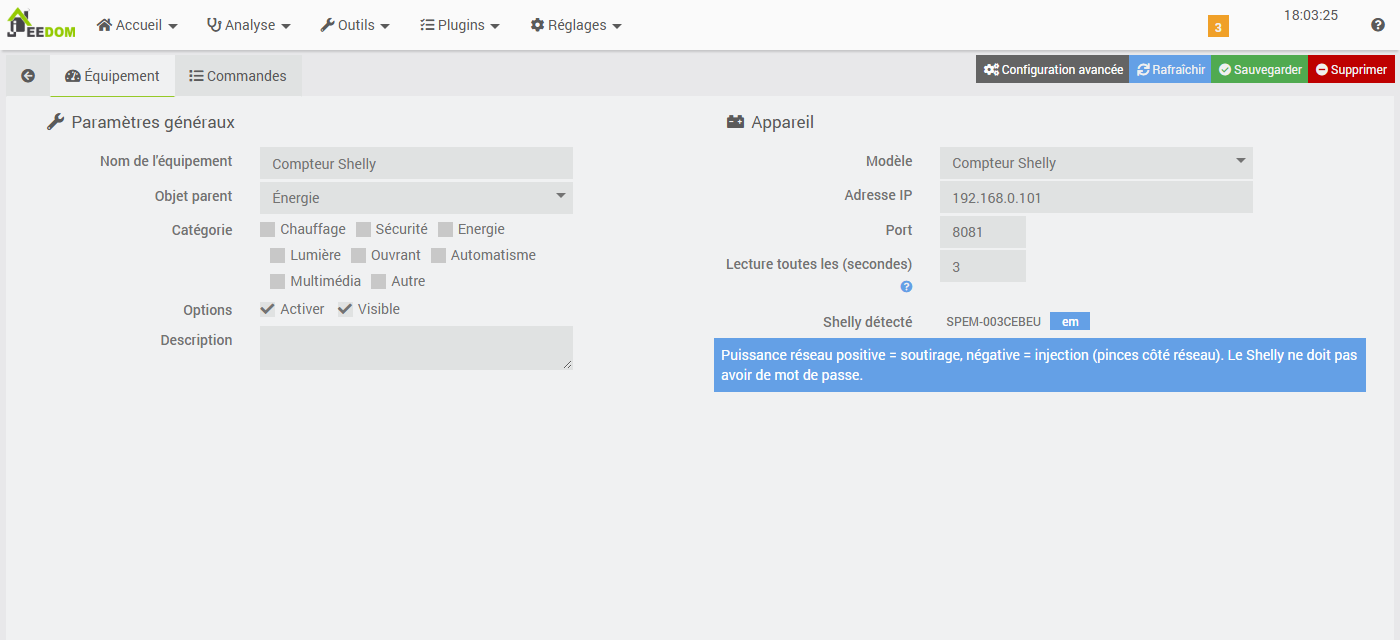 JEEDOM Accueil Analyse Outils Plugins Réglages 3 18:03:25
Équipement Commandes Configuration avancée Rafraîchir Sauvegarder Supprimer
Paramètres généraux
Nom de l'équipement Compteur Shelly
Objet parent Énergie
Catégorie Chauffage Sécurité Energie
Lumière Ouvrant Automatisme
Multimédia Autre
Options Activer Visible
Description
Appareil
Modèle Compteur Shelly
Adresse IP 192.168.0.101
Port 8081
Lecture toutes les (secondes) 3
Shelly détecté SPEM-003CEBEU em
Puissance réseau positive = soutirage, négative = injection (pinces côté réseau). Le Shelly ne doit pas
avoir de mot de passe.